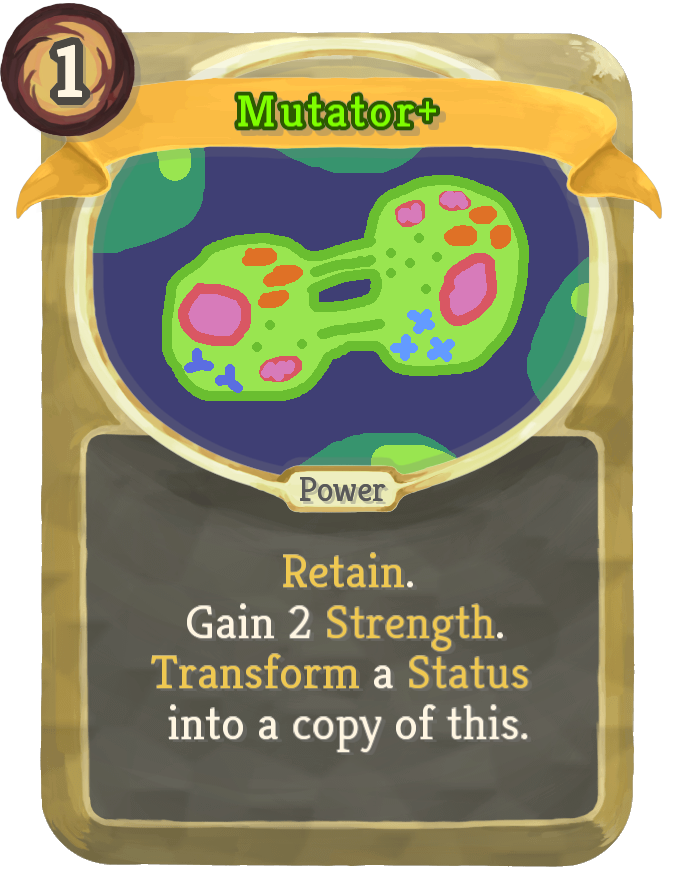 1
Mutator+
Power
Retain.
Gain 2 Strength.
Transform a Status
into a copy of this.